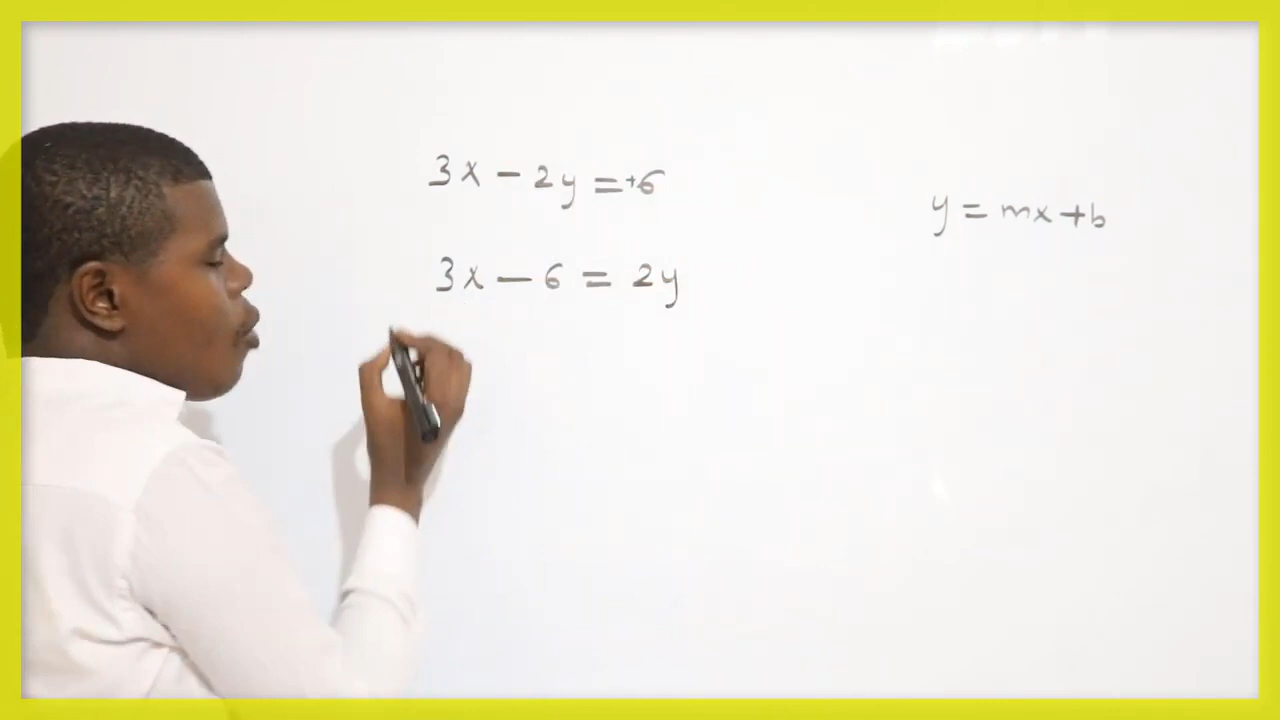 3x - 2y = +6
y = mx + b
3x - 6 = 2y